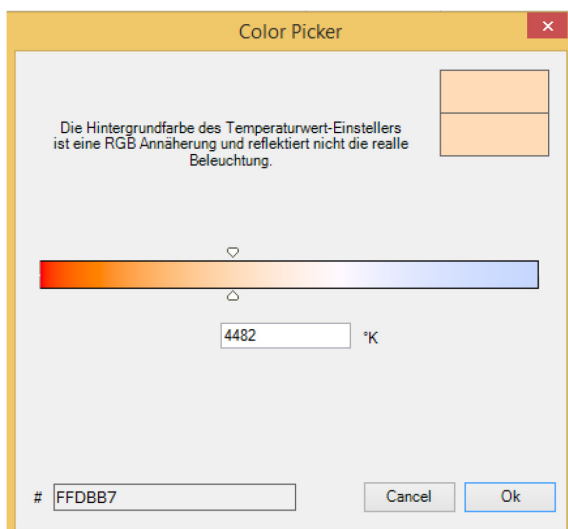 Color Picker
Die Hintergrundfarbe des Temperaturwert-Einstellers
ist eine RGB Annäherung und reflektiert nicht die realle
Beleuchtung.
4482 °K
# FFDBB7 Cancel Ok